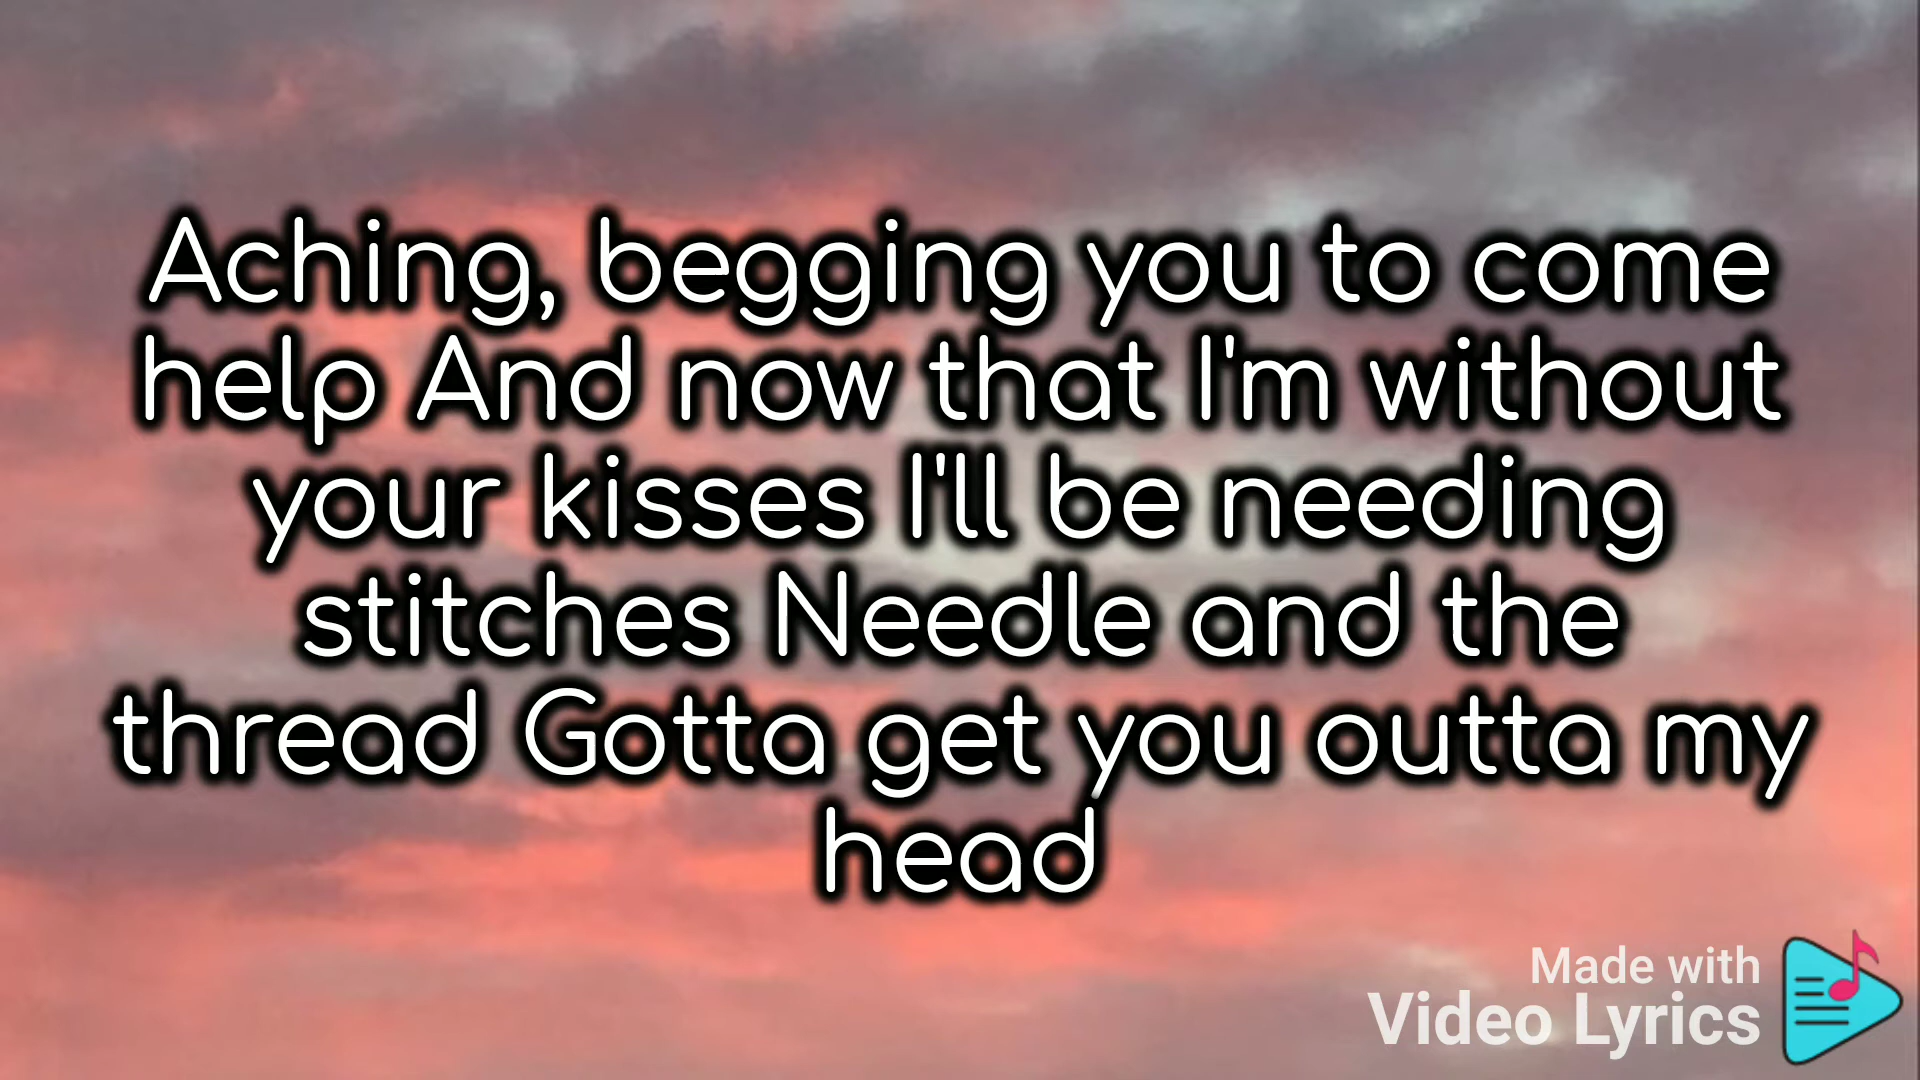 Aching, begging you to come
help And now that I'm without
your kisses I'll be needing
stitches Needle and the
thread Gotta get you outta my
head
Made with
Video Lyrics